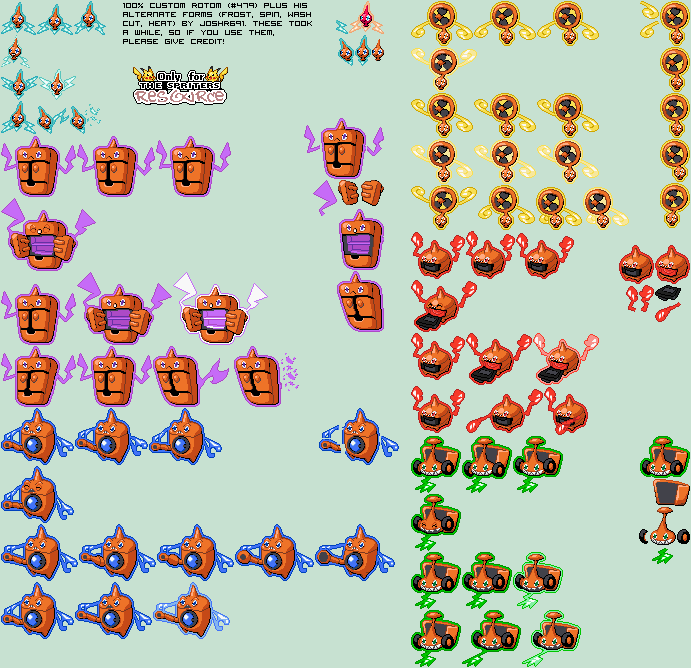 100% CUSTOM ROTOM (#479) PLUS HIS
ALTERNATE FORMS (FROST, SPIN, WASH
CUT, HEAT) BY JOSHR691. THESE TOOK
A WHILE, SO IF YOU USE THEM,
PLEASE GIVE CREDIT!
Only for
THE SPRITERS
RESOURCE